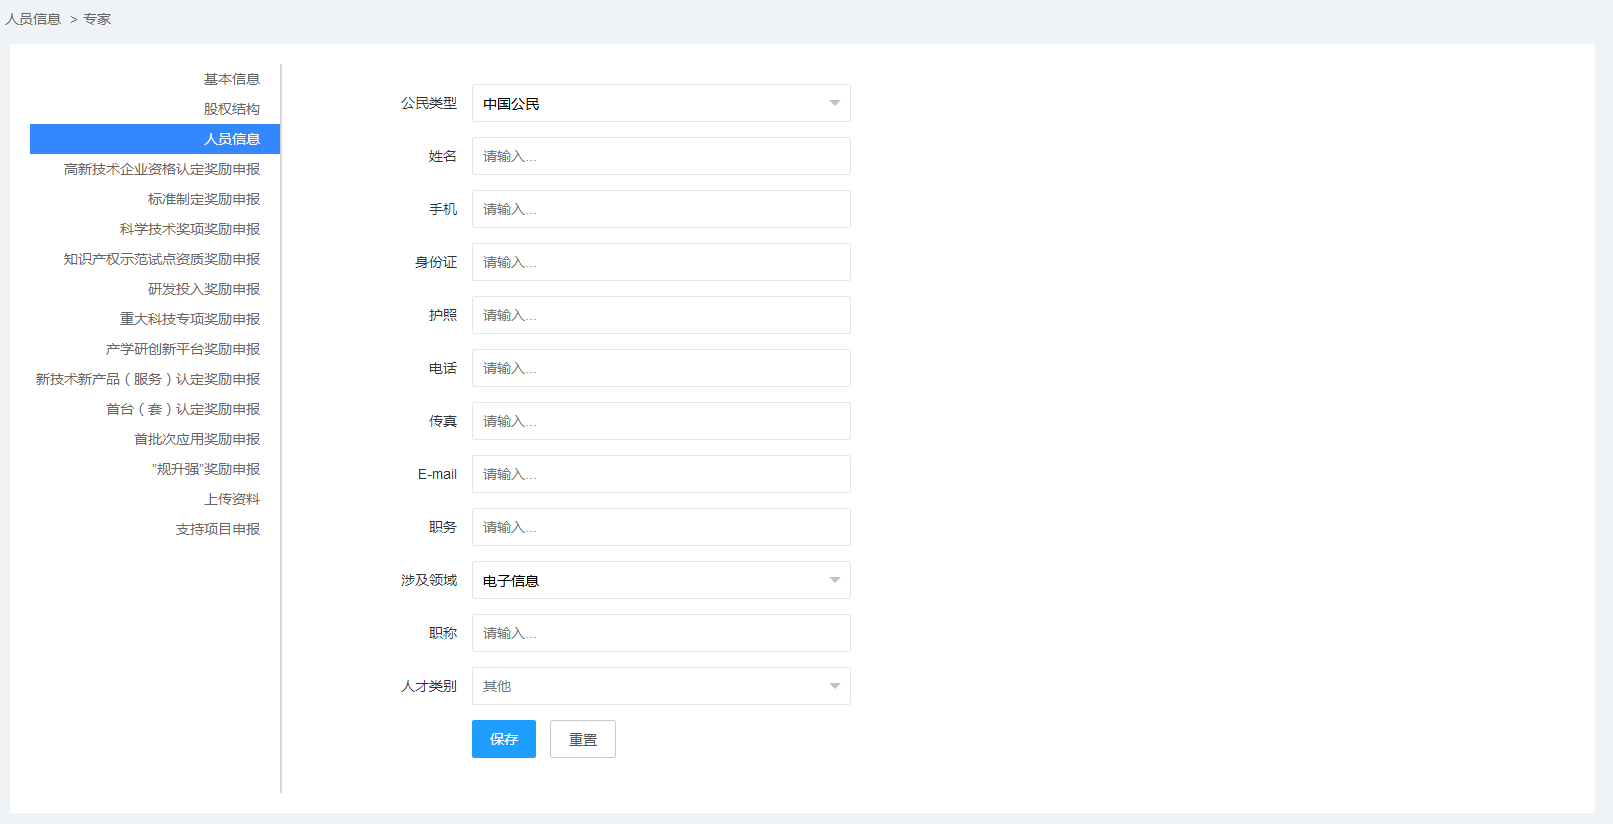 人员信息 > 专家
基本信息
股权结构
人员信息
高新技术企业资格认定奖励申报
标准制定奖励申报
科学技术奖项奖励申报
知识产权示范试点资质奖励申报
研发投入奖励申报
重大科技专项奖励申报
产学研创新平台奖励申报
新技术新产品（服务）认定奖励申报
首台（套）认定奖励申报
首批次应用奖励申报
"规升强"奖励申报
上传资料
支持项目申报
公民类型 中国公民
姓名 请输入...
手机 请输入...
身份证 请输入...
护照 请输入...
电话 请输入...
传真 请输入...
E-mail 请输入...
职务 请输入...
涉及领域 电子信息
职称 请输入...
人才类别 其他
保存 重置